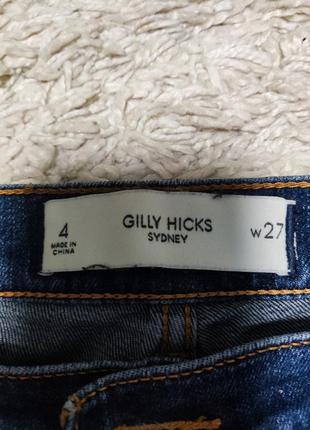 4
MADE IN
CHINA
GILLY HICKS
SYDNEY
W27